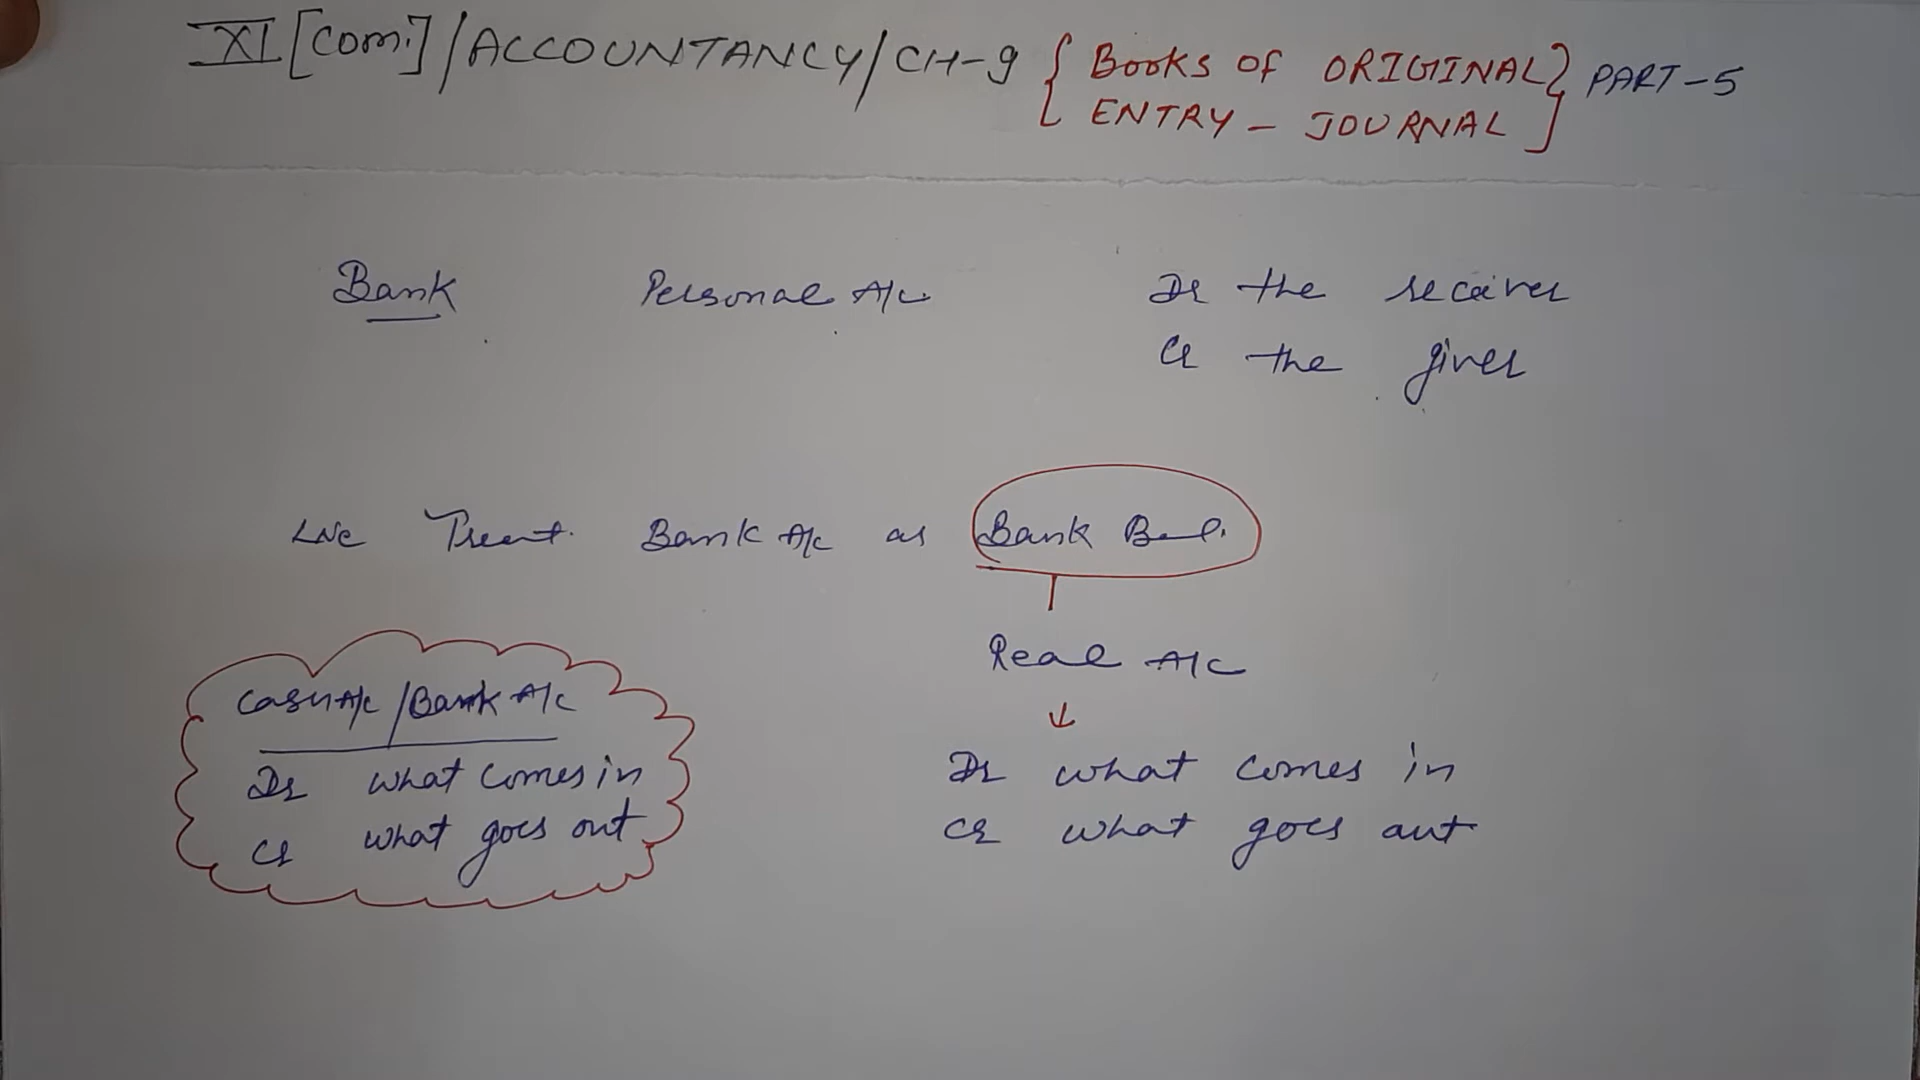 XI [Com.] / ACCOUNTANCY / CH-9 { Books of ORIGINAL ENTRY - JOURNAL } PART-5
Bank Personal A/c Dr the receiver
Cr the giver
We Treat Bank A/c as Bank Bal.
Real A/c
Cash A/c / Bank A/c
Dr what comes in
Cr what goes out
Dr what comes in
Cr what goes out